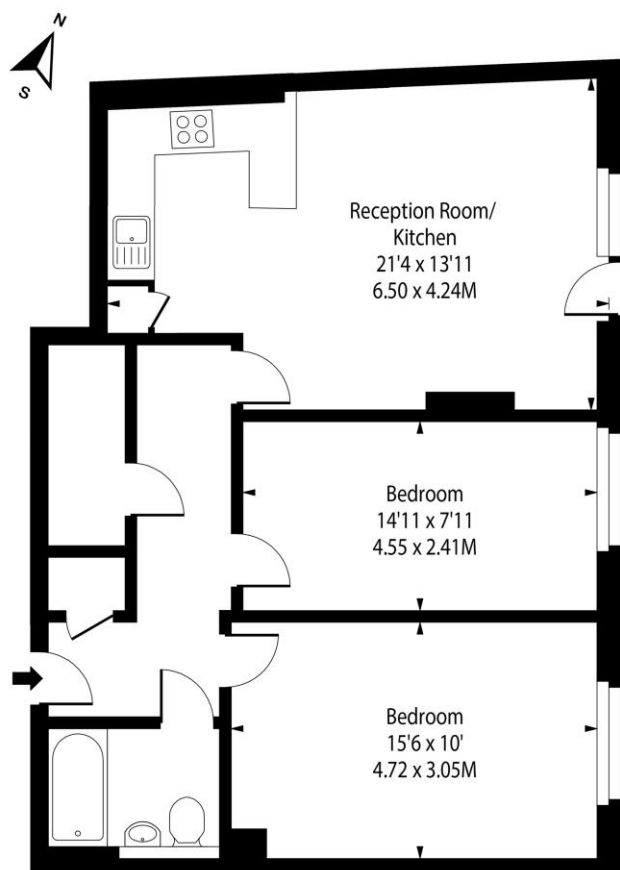 N
S
Reception Room/
Kitchen
21'4 x 13'11
6.50 x 4.24M
Bedroom
14'11 x 7'11
4.55 x 2.41M
Bedroom
15'6 x 10'
4.72 x 3.05M